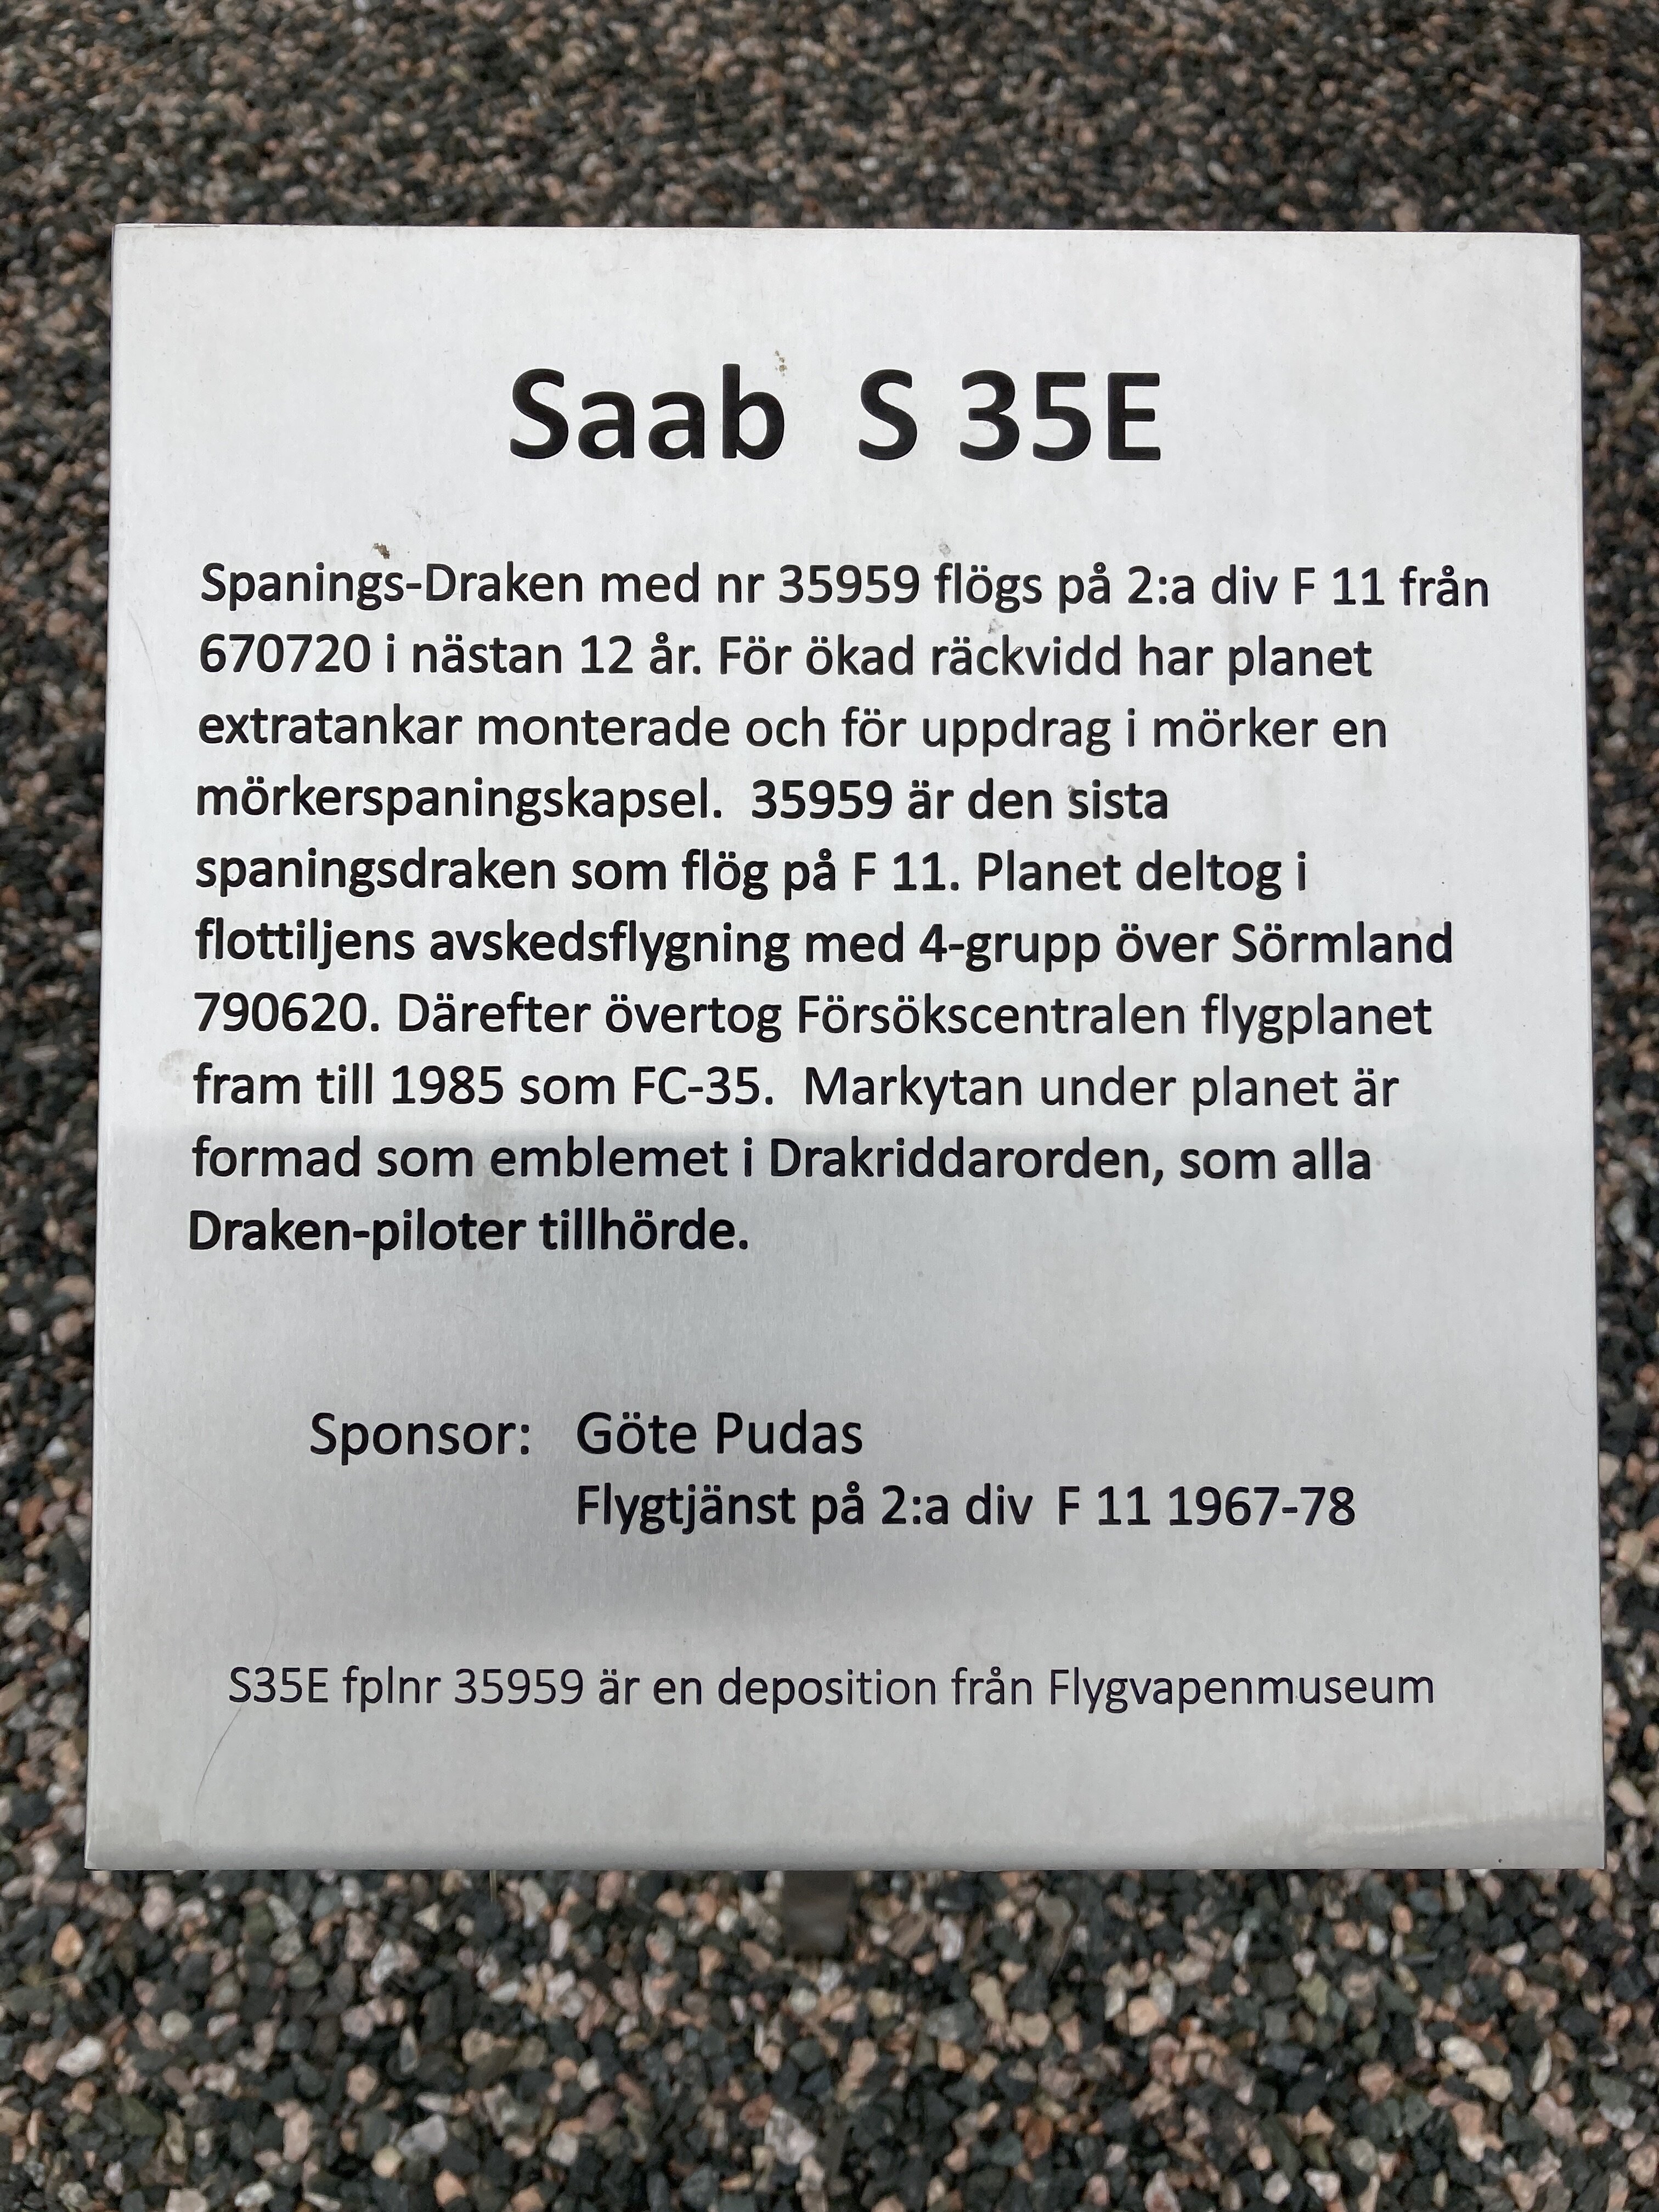 Saab S 35E
Spanings-Draken med nr 35959 flögs på 2:a div F 11 från
670720 i nästan 12 år. För ökad räckvidd har planet
extratankar monterade och för uppdrag i mörker en
mörkerspaningskapsel. 35959 är den sista
spaningsdraken som flög på F 11. Planet deltog i
flottiljens avskedsflygning med 4-grupp över Sörmland
790620. Därefter övertog Försökscentralen flygplanet
fram till 1985 som FC-35. Markytan under planet är
formad som emblemet i Drakriddarorden, som alla
Draken-piloter tillhörde.
Sponsor: Göte Pudas
Flygtjänst på 2:a div F 11 1967-78
S35E fplnr 35959 är en deposition från Flygvapenmuseum